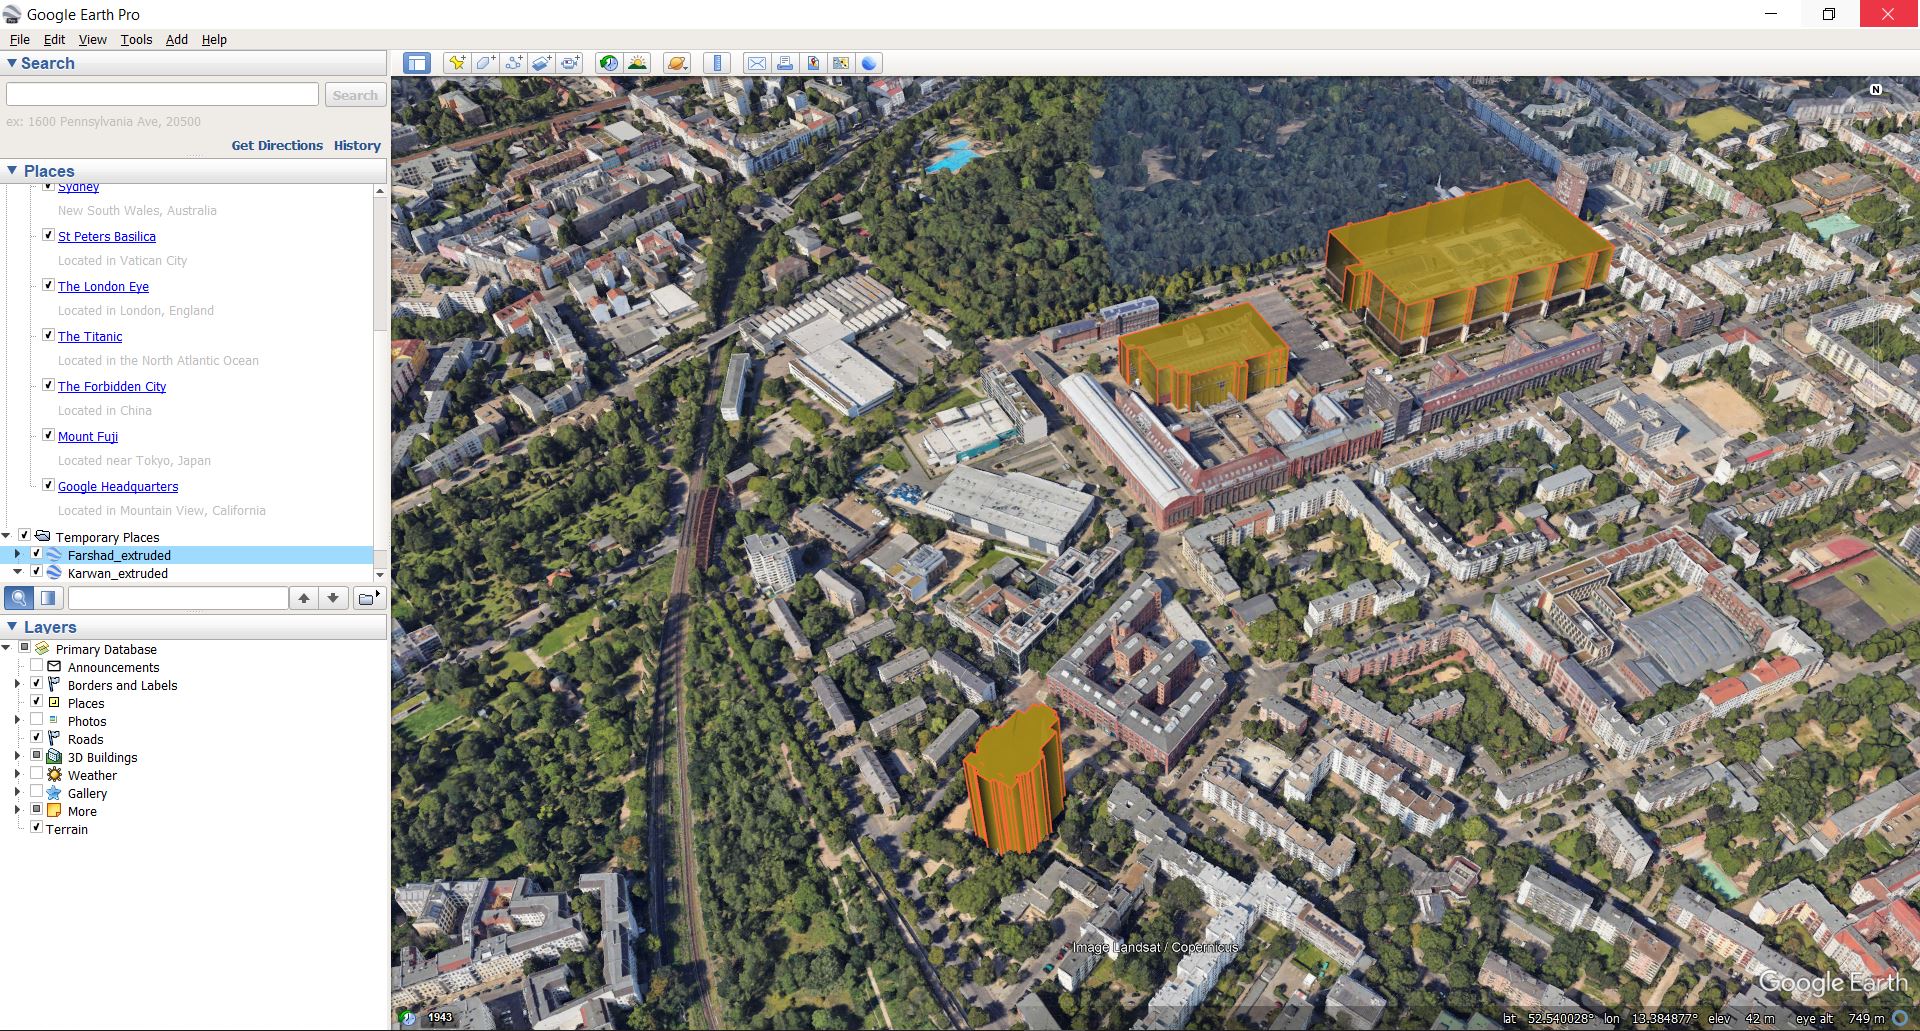 Google Earth Pro
File Edit View Tools Add Help
Search
Search
ex: 1600 Pennsylvania Ave, 20500
Get Directions History
Places
Sydney
New South Wales, Australia
St Peters Basilica
Located in Vatican City
The London Eye
Located in London, England
The Titanic
Located in the North Atlantic Ocean
The Forbidden City
Located in China
Mount Fuji
Located near Tokyo, Japan
Google Headquarters
Located in Mountain View, California
Temporary Places
Farshad_extruded
Karwan_extruded
Layers
Primary Database
Announcements
Borders and Labels
Places
Photos
Roads
3D Buildings
Weather
Gallery
More
Terrain
N
Image Landsat / Copernicus
Google Earth
1943
lat 52.540028° lon 13.384877° elev 42 m eye alt 749 m